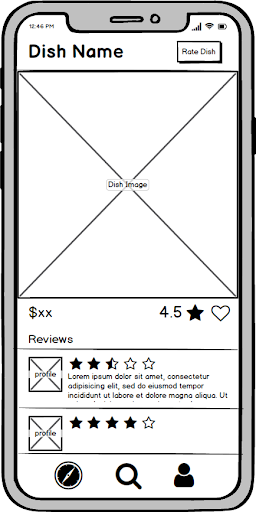 12:46 PM
Dish Name
Rate Dish
Dish Image
$xx
4.5
Reviews
profile
Lorem ipsum dolor sit amet, consectetur
adipisicing elit, sed do eiusmod tempor
incididunt ut labore et dolore magna aliqua. Ut
profile